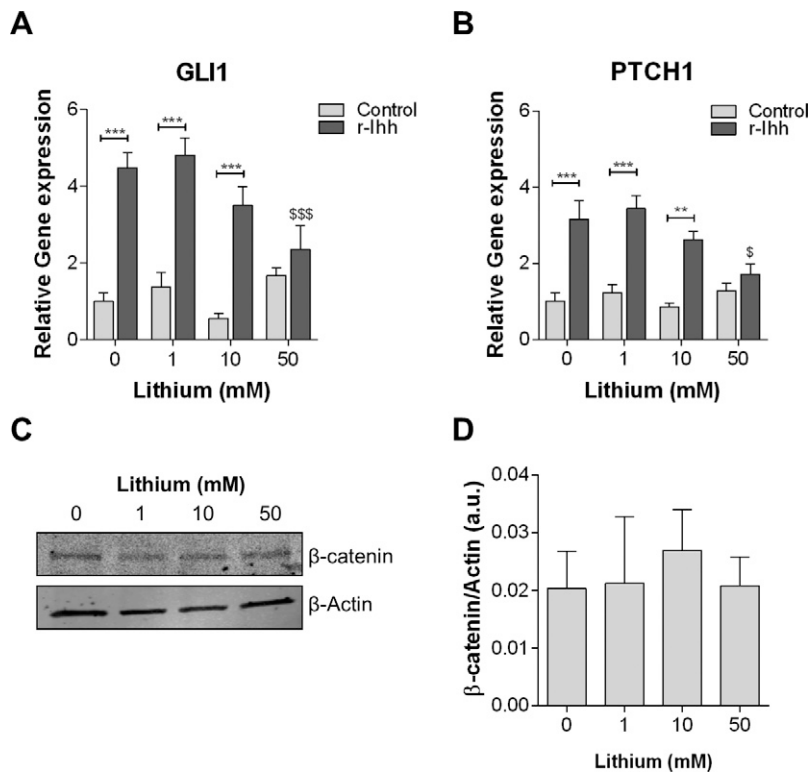 A
GLI1
Relative Gene expression
6
4
2
0
Control
r-Ihh
***
***
***
$$$
0 1 10 50
Lithium (mM)
B
PTCH1
Relative Gene expression
6
4
2
0
Control
r-Ihh
***
***
**
$
0 1 10 50
Lithium (mM)
C
Lithium (mM)
0 1 10 50
β-catenin
β-Actin
D
β-catenin/Actin (a.u.)
0.04
0.03
0.02
0.01
0.00
0 1 10 50
Lithium (mM)